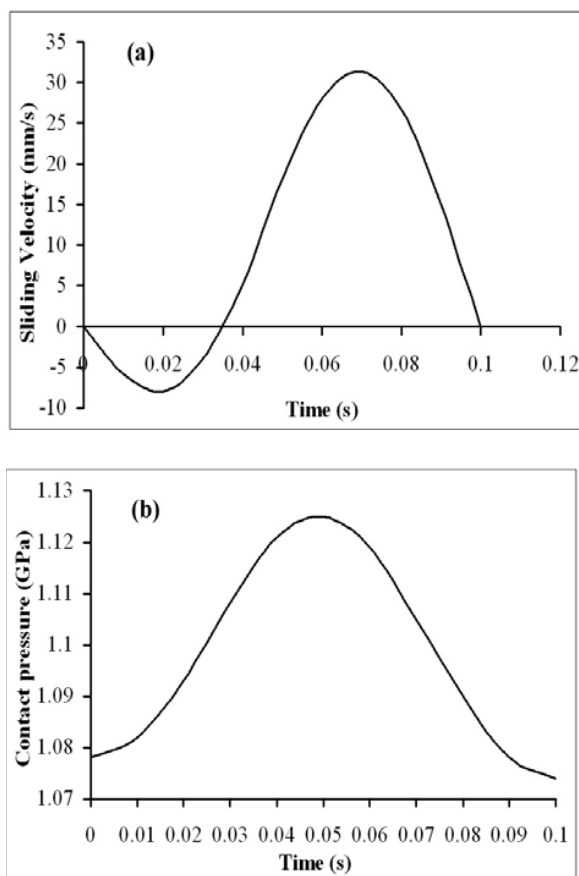 (a)
Sliding Velocity (mm/s)
35
30
25
20
15
10
5
0
-5
-10
0 0.02 0.04 0.06 0.08 0.1 0.12
Time (s)
(b)
Contact pressure (GPa)
1.13
1.12
1.11
1.1
1.09
1.08
1.07
0 0.01 0.02 0.03 0.04 0.05 0.06 0.07 0.08 0.09 0.1
Time (s)